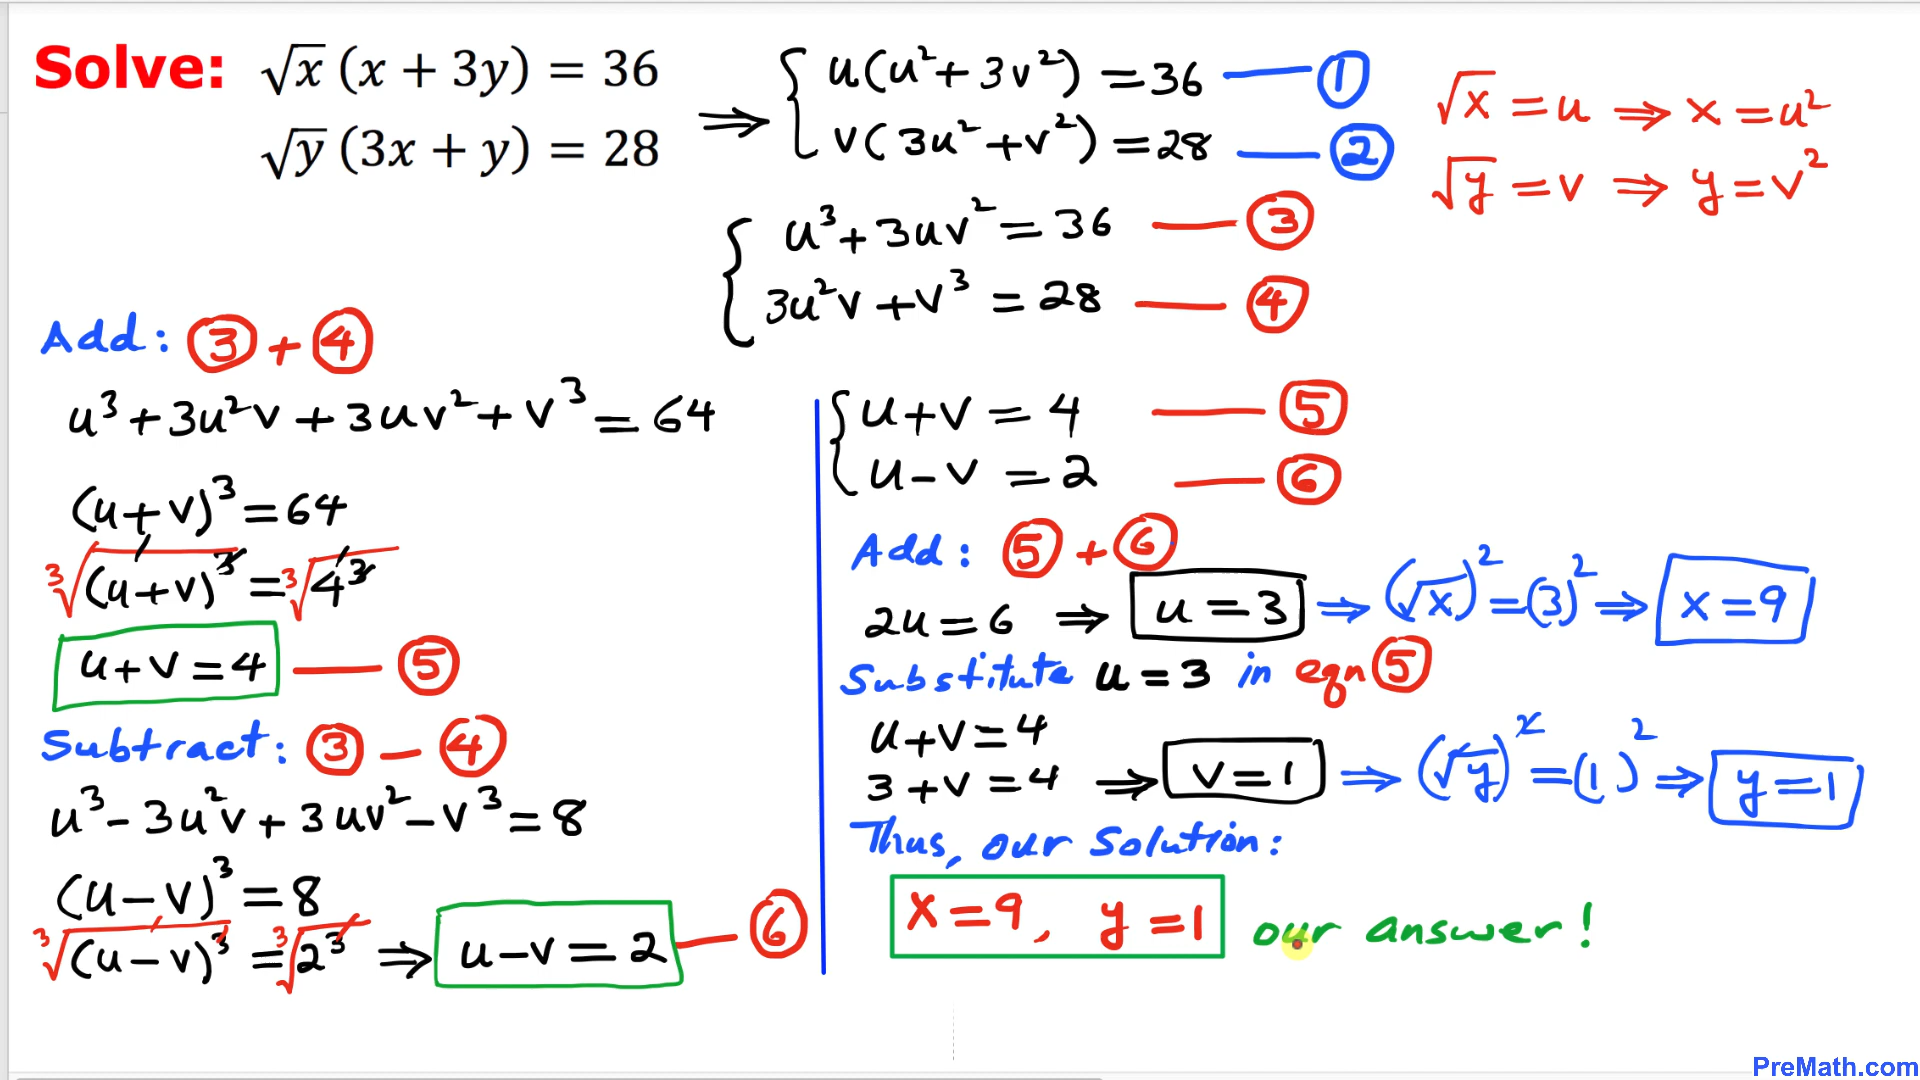 Solve: √x (x + 3y) = 36
√y (3x + y) = 28
⇒ { u(u² + 3v²) = 36 — ①
v(3u² + v²) = 28 — ②
√x = u ⇒ x = u²
√y = v ⇒ y = v²
{ u³ + 3uv² = 36 — ③
3u²v + v³ = 28 — ④
Add: ③ + ④
u³ + 3u²v + 3uv² + v³ = 64
(u + v)³ = 64
∛(u + v)³ = ∛4³
u + v = 4 — ⑤
Subtract: ③ – ④
u³ – 3u²v + 3uv² – v³ = 8
(u – v)³ = 8
∛(u – v)³ = ∛2³ ⇒ u – v = 2 — ⑥
{ u + v = 4 — ⑤
u – v = 2 — ⑥
Add: ⑤ + ⑥
2u = 6 ⇒ u = 3 ⇒ (√x)² = (3)² ⇒ x = 9
Substitute u = 3 in eqn ⑤
u + v = 4
3 + v = 4 ⇒ v = 1 ⇒ (√y)² = (1)² ⇒ y = 1
Thus, our solution:
x = 9, y = 1 our answer!
PreMath.com